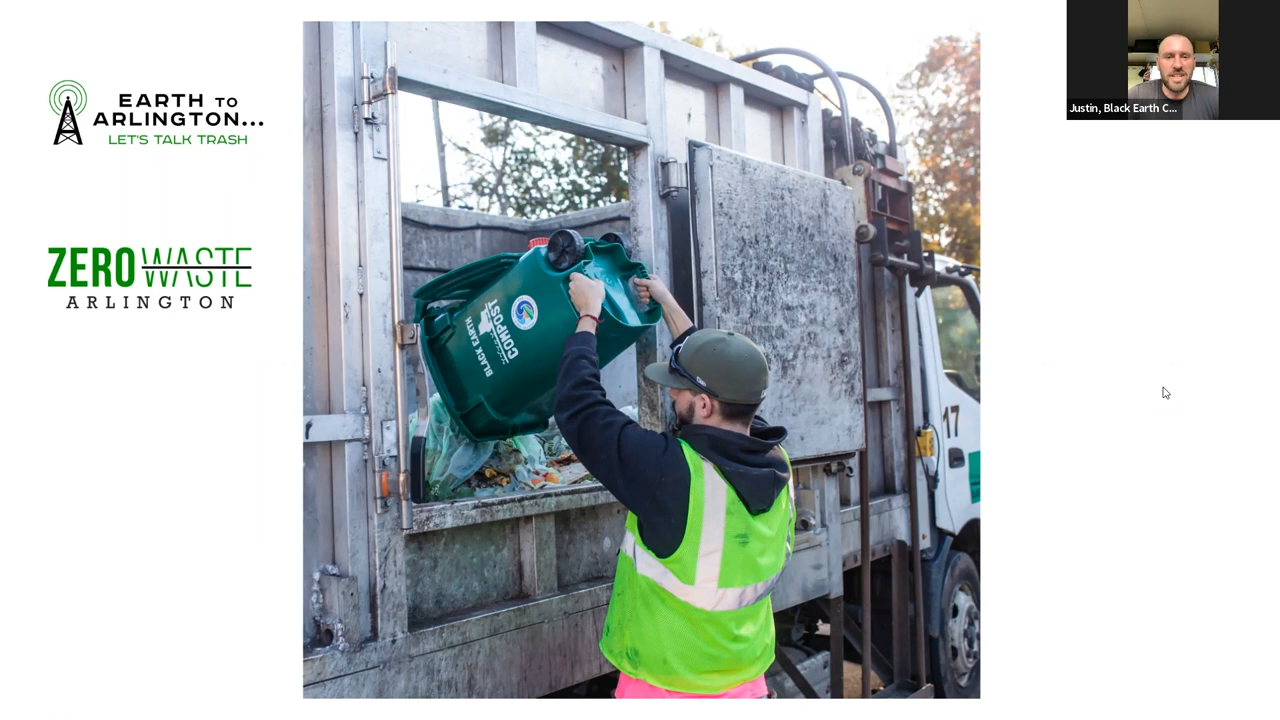 EARTH TO
ARLINGTON...
LET'S TALK TRASH
ZERO WASTE
ARLINGTON
BLACK EARTH
COMPOST
17
Justin, Black Earth C...